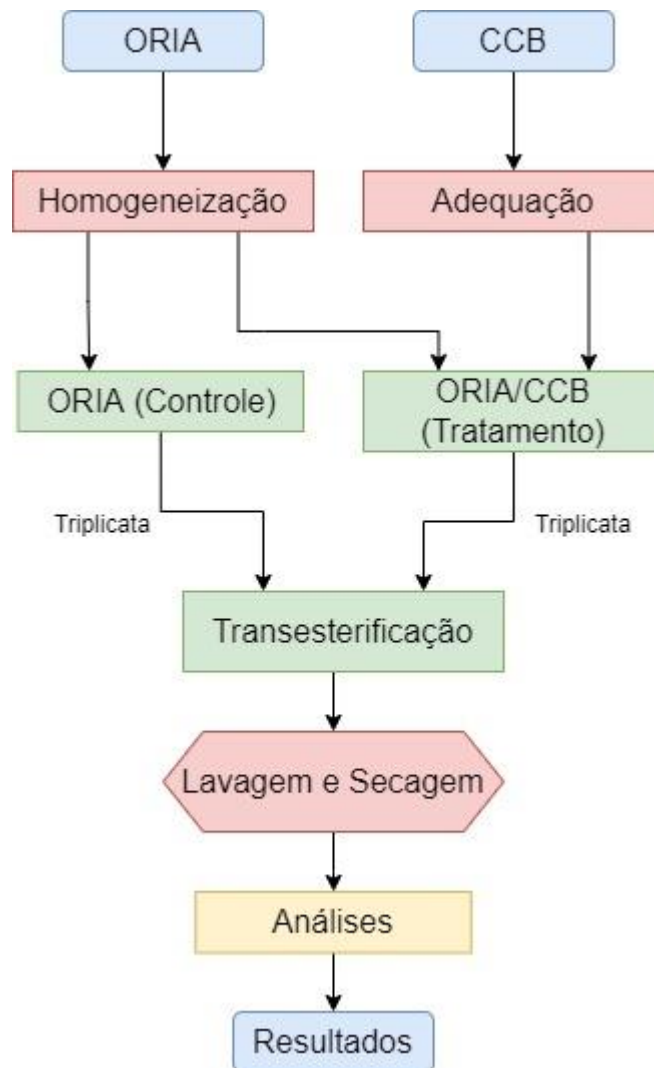 ORIA
CCB
Homogeneização
Adequação
ORIA (Controle)
ORIA/CCB
(Tratamento)
Triplicata
Triplicata
Transesterificação
Lavagem e Secagem
Análises
Resultados